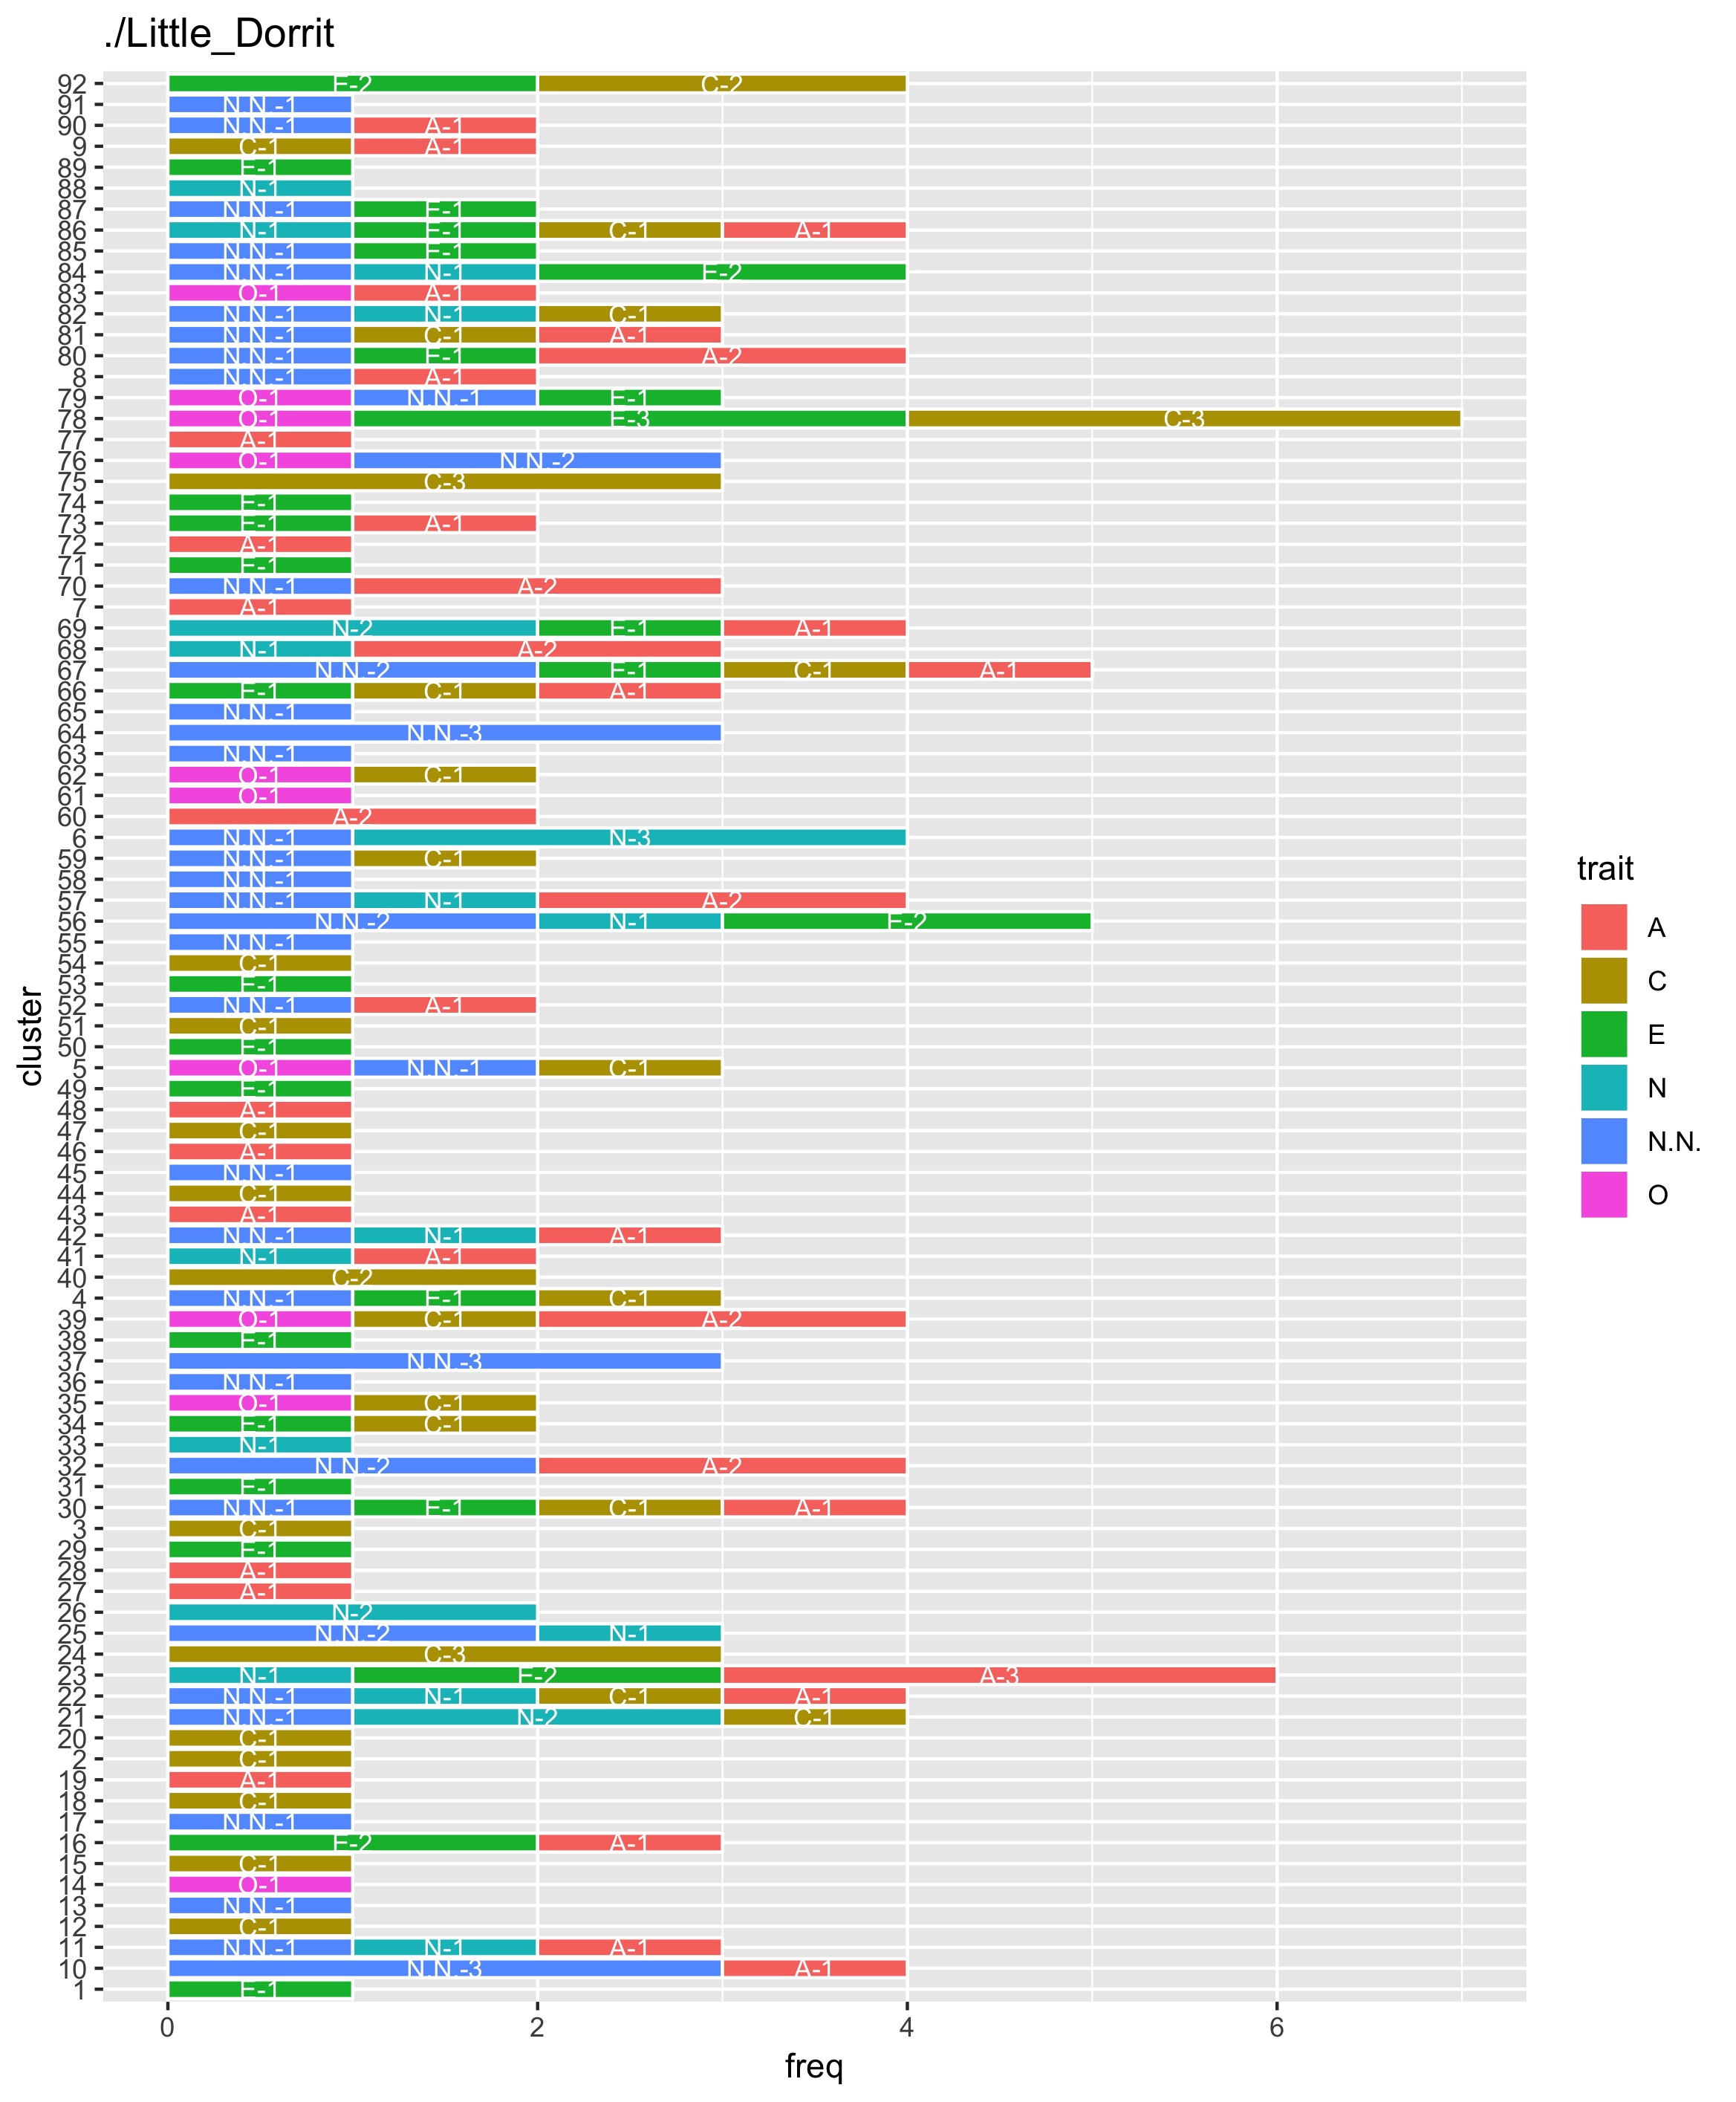 ./Little_Dorrit
92 E-2 C-2
91 N.N.-1
90 N.N.-1 A-1
9 C-1 A-1
89 E-1
88 N-1
87 N.N.-1 E-1
86 N-1 E-1 C-1 A-1
85 N.N.-1 E-1
84 N.N.-1 N-1 E-2
83 O-1 A-1
82 N.N.-1 N-1 C-1
81 N.N.-1 C-1 A-1
80 N.N.-1 E-1 A-2
8 N.N.-1 A-1
79 O-1 N.N.-1 E-1
78 O-1 E-3 C-3
77 A-1
76 O-1 N.N.-2
75 C-3
74 E-1
73 E-1 A-1
72 A-1
71 E-1
70 N.N.-1 A-2
7 A-1
69 N-2 E-1 A-1
68 N-1 A-2
67 N.N.-2 E-1 C-1 A-1
66 E-1 C-1 A-1
65 N.N.-1
64 N.N.-3
63 N.N.-1
62 O-1 C-1
61 O-1
60 A-2
6 N.N.-1 N-3
59 N.N.-1 C-1
58 N.N.-1
57 N.N.-1 N-1 A-2
56 N.N.-2 N-1 E-2
55 N.N.-1
54 C-1
53 E-1
52 N.N.-1 A-1
51 C-1
50 E-1
5 O-1 N.N.-1 C-1
49 E-1
48 A-1
47 C-1
46 A-1
45 N.N.-1
44 C-1
43 A-1
42 N.N.-1 N-1 A-1
41 N-1 A-1
40 C-2
4 N.N.-1 E-1 C-1
39 O-1 C-1 A-2
38 E-1
37 N.N.-3
36 N.N.-1
35 O-1 C-1
34 E-1 C-1
33 N-1
32 N.N.-2 A-2
31 E-1
30 N.N.-1 E-1 C-1 A-1
3 C-1
29 E-1
28 A-1
27 A-1
26 N-2
25 N.N.-2 N-1
24 C-3
23 N-1 E-2 A-3
22 N.N.-1 N-1 C-1 A-1
21 N.N.-1 N-2 C-1
20 C-1
2 C-1
19 A-1
18 C-1
17 N.N.-1
16 E-2 A-1
15 C-1
14 O-1
13 N.N.-1
12 C-1
11 N.N.-1 N-1 A-1
10 N.N.-3 A-1
1 E-1
0 2 4 6
freq
cluster
trait
A
C
E
N
N.N.
O